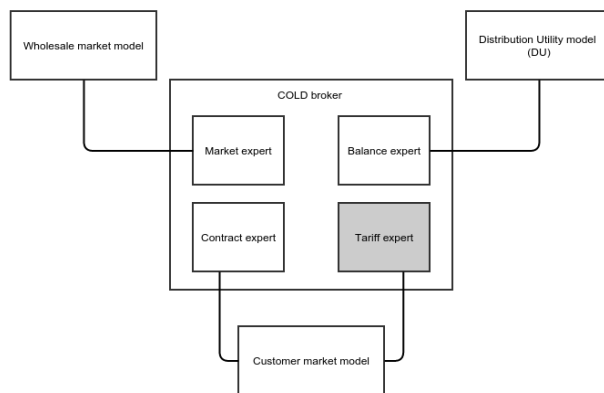 Wholesale market model
Distribution Utility model
(DU)
COLD broker
Market expert
Balance expert
Contract expert
Tariff expert
Customer market model